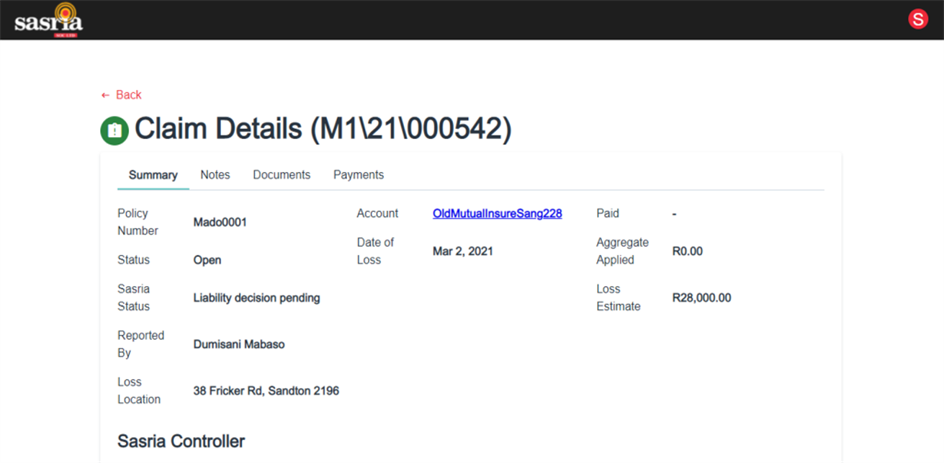 sasria
S
← Back
Claim Details (M1\21\000542)
Summary Notes Documents Payments
Policy Number Mado0001
Status Open
Sasria Status Liability decision pending
Reported By Dumisani Mabaso
Loss Location 38 Fricker Rd, Sandton 2196
Account OldMutualInsureSang228
Date of Loss Mar 2, 2021
Paid -
Aggregate Applied R0.00
Loss Estimate R28,000.00
Sasria Controller